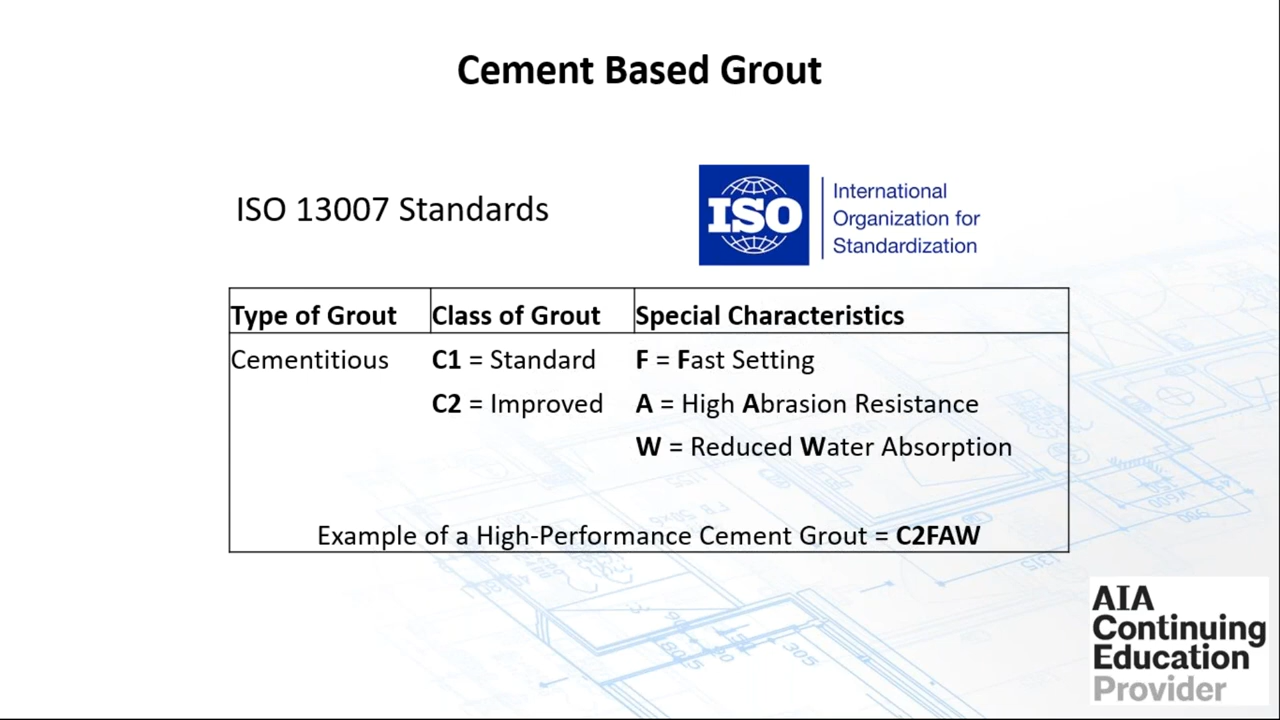 Cement Based Grout
ISO 13007 Standards
ISO
International
Organization for
Standardization
Type of Grout Class of Grout Special Characteristics
Cementitious C1 = Standard F = Fast Setting
C2 = Improved A = High Abrasion Resistance
W = Reduced Water Absorption
Example of a High-Performance Cement Grout = C2FAW
305
AIA
Continuing
Education
Provider